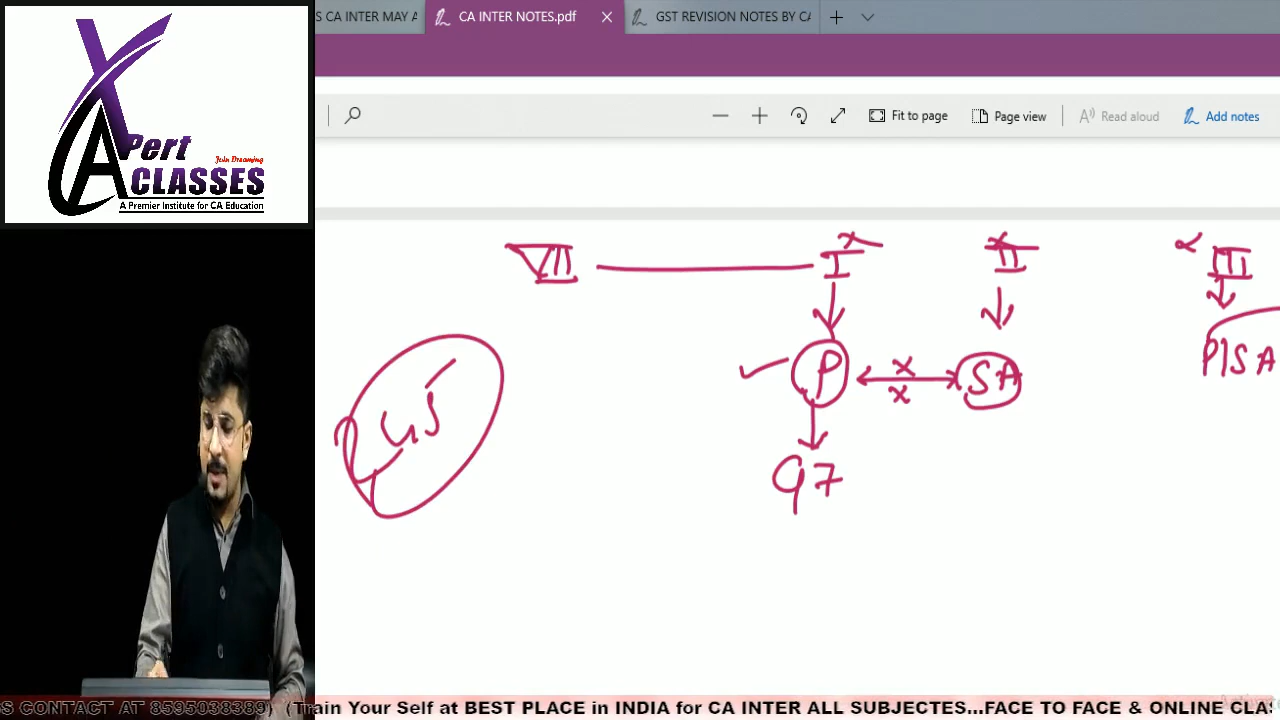 S CA INTER MAY A
CA INTER NOTES.pdf
GST REVISION NOTES BY CA
XPert
Join Dreaming
CLASSES
A Premier Institute for CA Education
Fit to page
Page view
Read aloud
Add notes
VII I II III
P x x SA P/SA
45
97
S CONTACT AT 8595038389) (Train Your Self at BEST PLACE in INDIA for CA INTER ALL SUBJECTES...FACE TO FACE & ONLINE CLAS